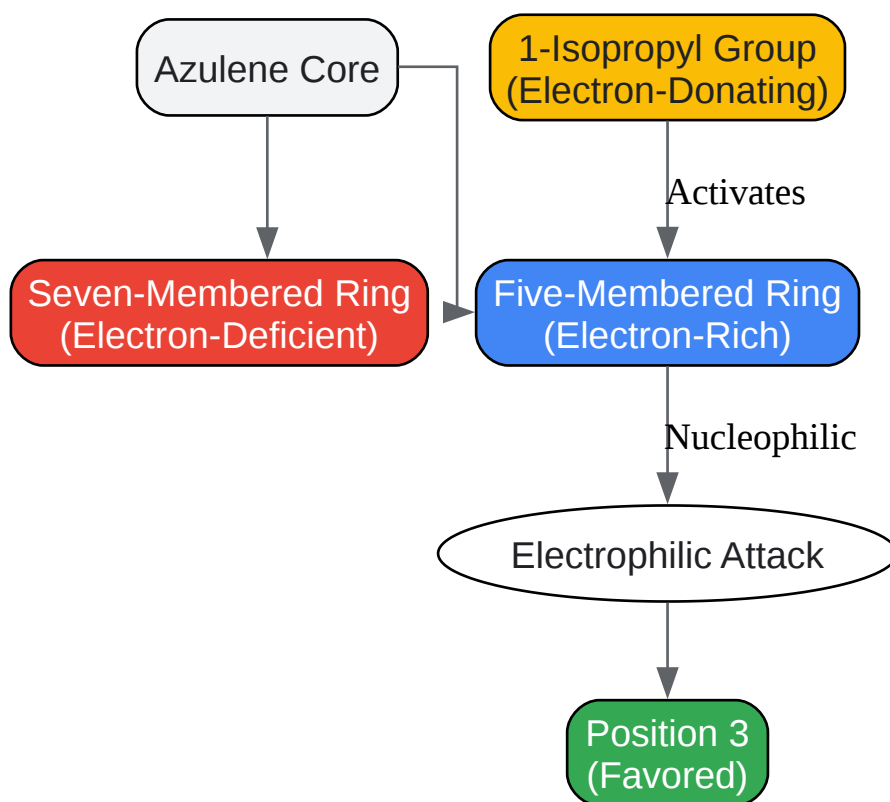 Azulene Core
1-Isopropyl Group
(Electron-Donating)
Activates
Seven-Membered Ring
(Electron-Deficient)
Five-Membered Ring
(Electron-Rich)
Nucleophilic
Electrophilic Attack
Position 3
(Favored)